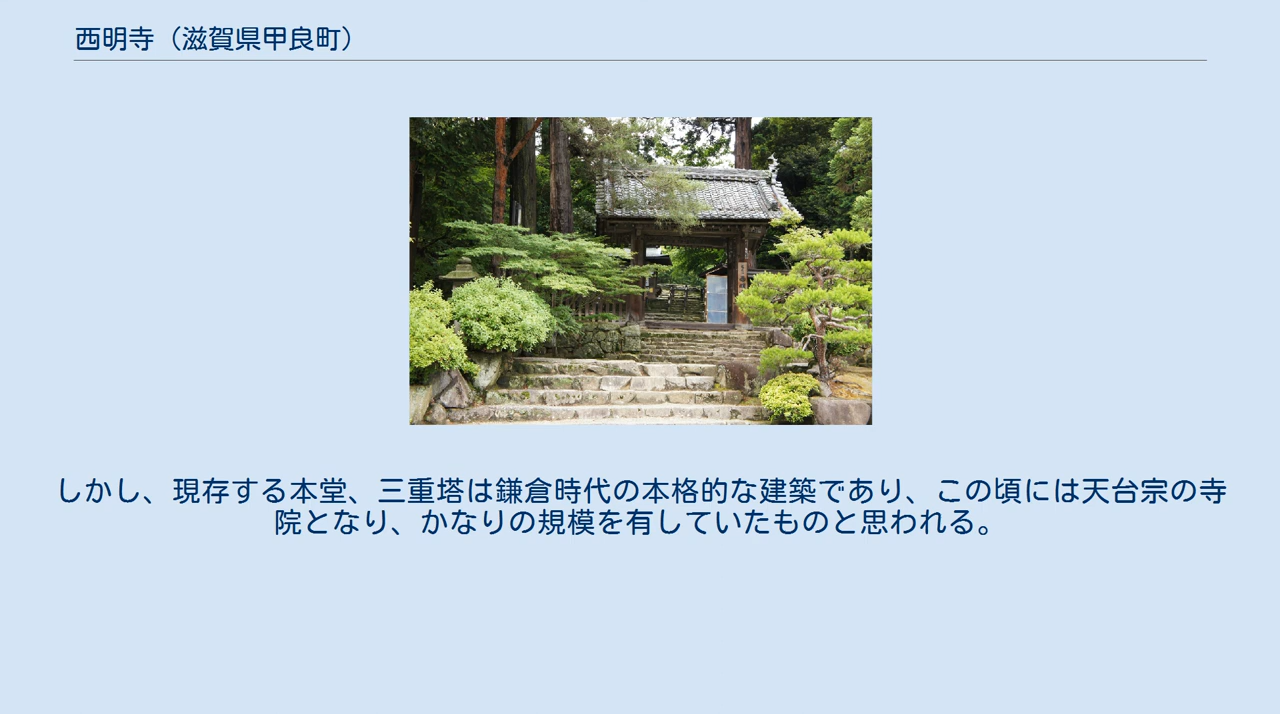 西明寺（滋賀県甲良町）
しかし、現存する本堂、三重塔は鎌倉時代の本格的な建築であり、この頃には天台宗の寺
院となり、かなりの規模を有していたものと思われる。